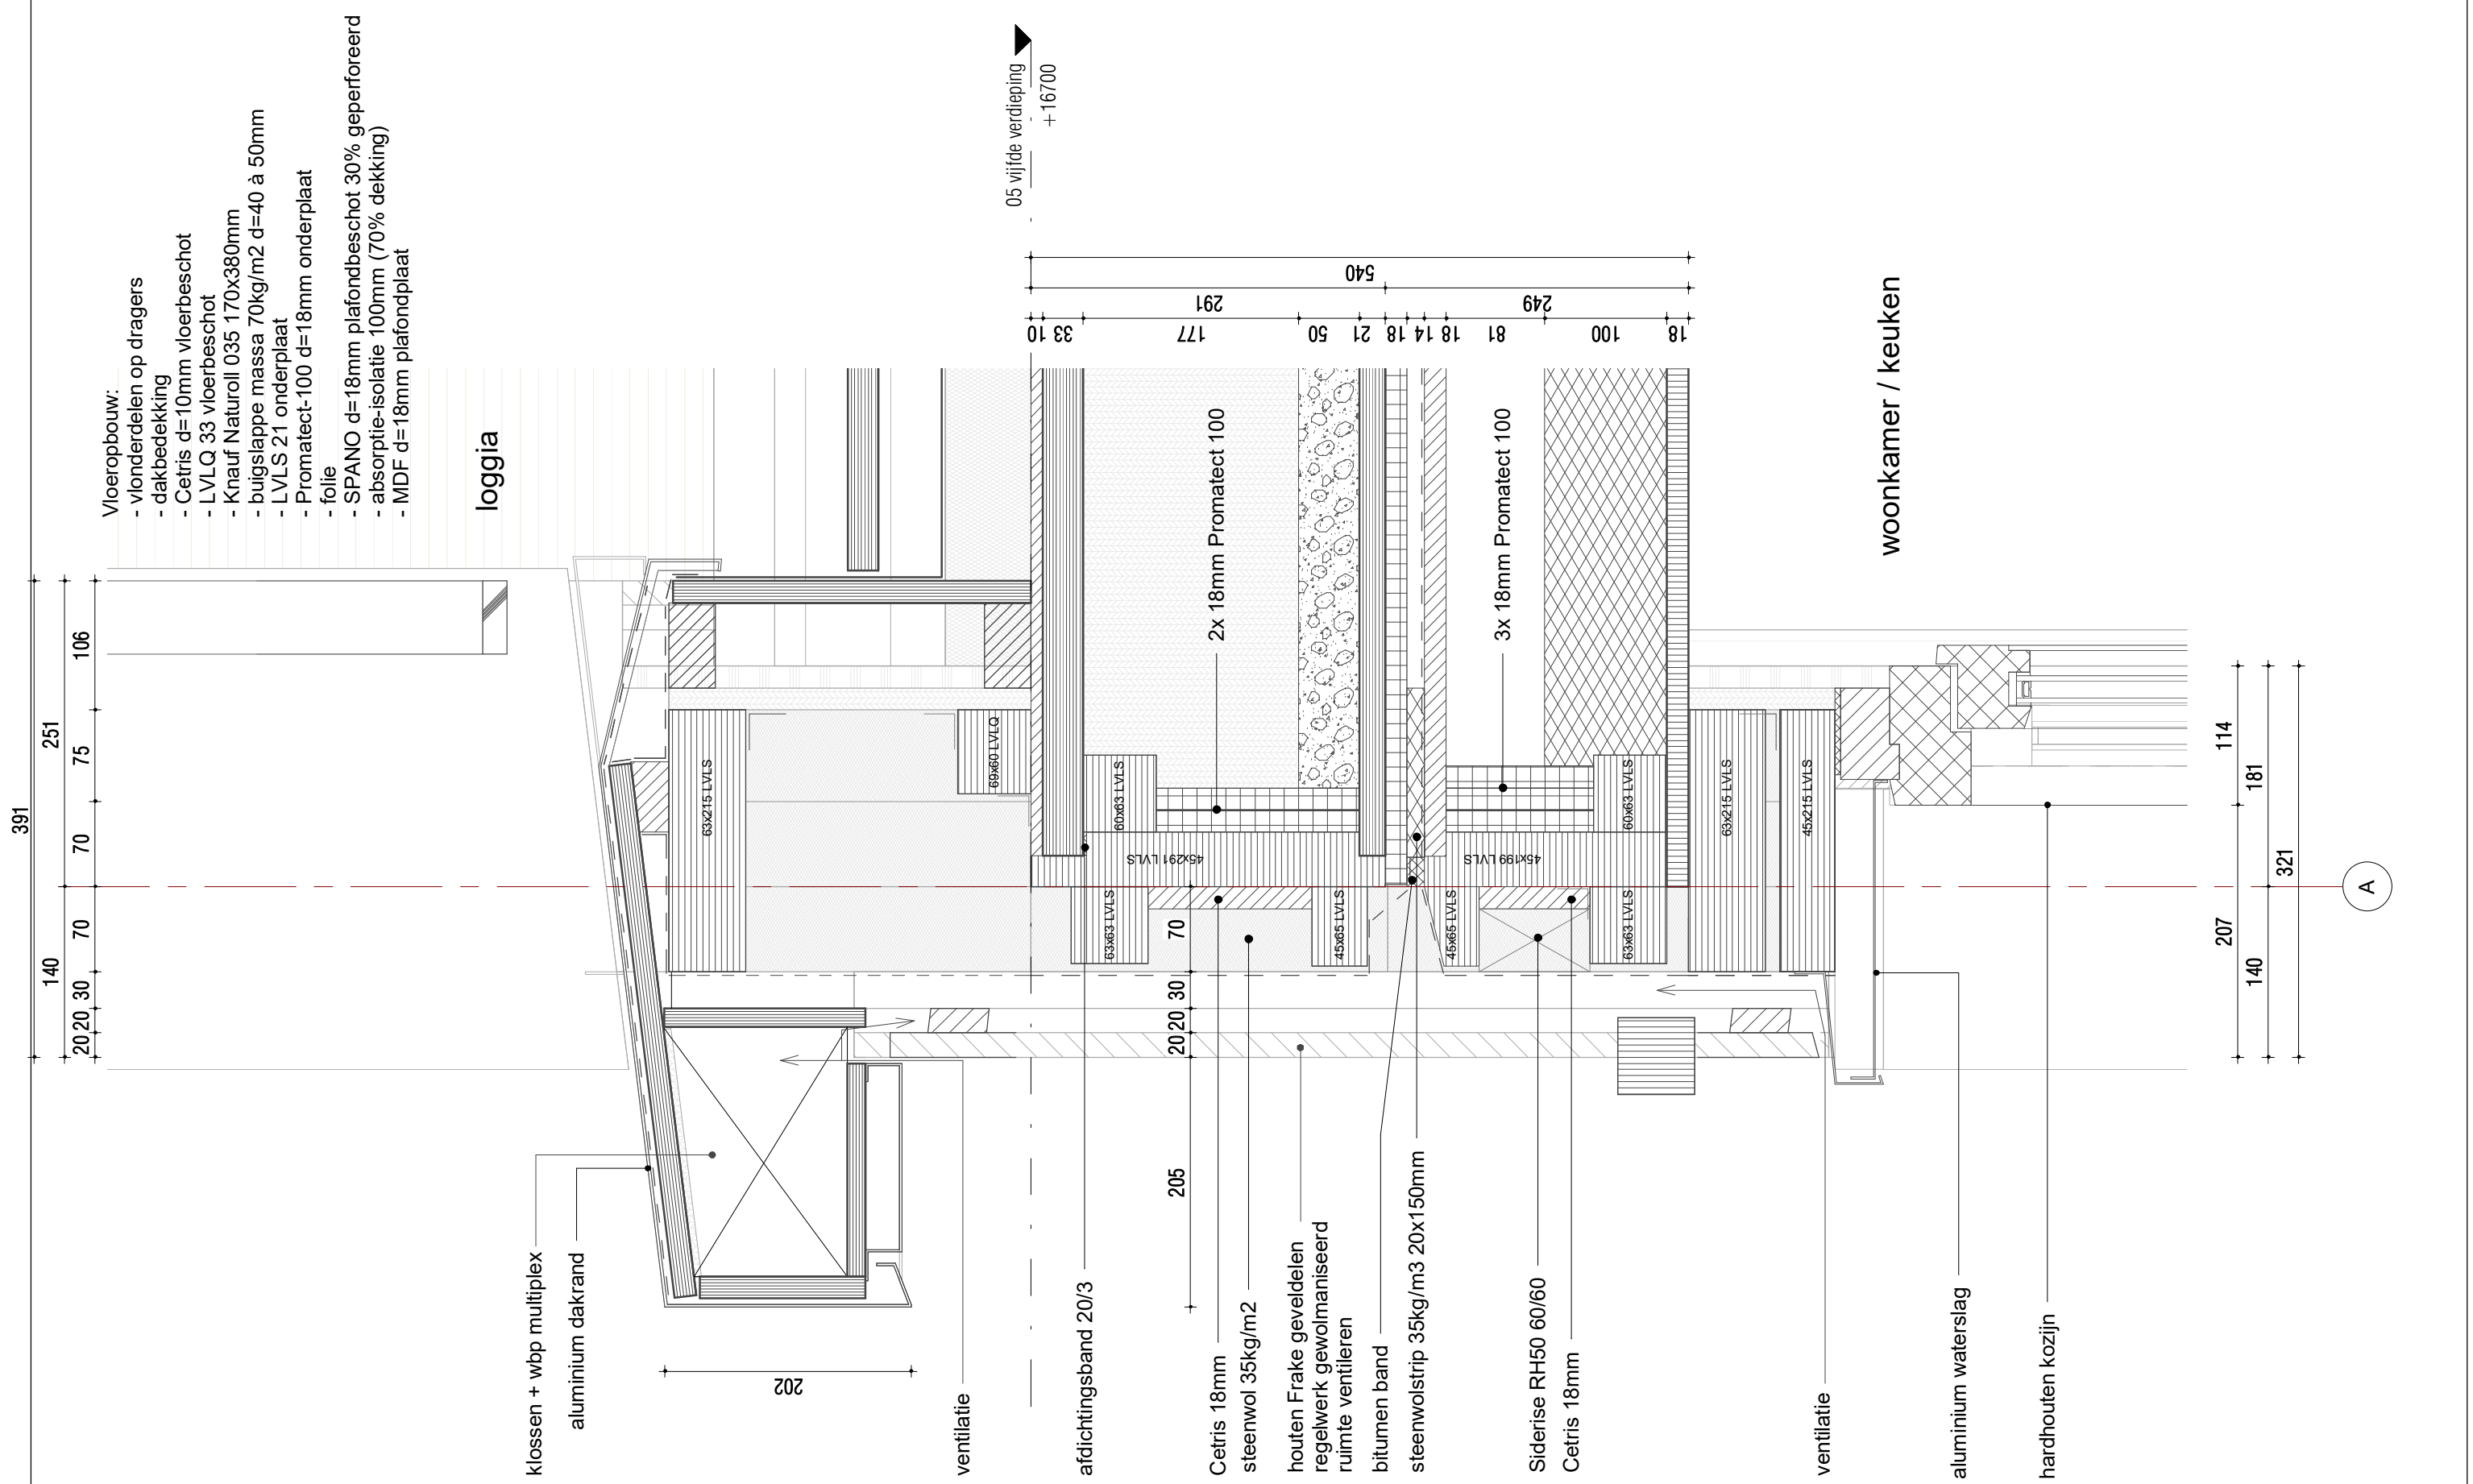 Vloeropbouw:
- vlonderdelen op dragers
- dakbedekking
- Cetris d=10mm vloerbeschot
- LVLQ 33 vloerbeschot
- Knauf Naturoll 035 170x380mm
- buigslappe massa 70kg/m2 d=40 à 50mm
- LVLS 21 onderplaat
- Promatect-100 d=18mm onderplaat
- folie
- SPANO d=18mm plafondbeschot 30% geperforeerd
- absorptie-isolatie 100mm (70% dekking)
- MDF d=18mm plafondplaat
loggia
05 vijfde verdieping
+16700
391
140
251
20
20
30
70
70
75
106
540
291
249
10
33
177
50
21
18
14
18
81
100
18
2x 18mm Promatect 100
3x 18mm Promatect 100
woonkamer / keuken
63x215 LVLS
69x60 LVLQ
60x63 LVLS
45x291 LVLS
63x63 LVLS
45x65 LVLS
45x199 LVLS
45x65 LVLS
60x63 LVLS
63x63 LVLS
63x215 LVLS
45x215 LVLS
205
20
20
30
70
202
207
114
140
181
321
A
klossen + wbp multiplex
aluminium dakrand
ventilatie
afdichtingsband 20/3
Cetris 18mm
steenwol 35kg/m2
houten Frake geveldelen
regelwerk gewolmaniseerd
ruimte ventileren
bitumen band
steenwolstrip 35kg/m3 20x150mm
Siderise RH50 60/60
Cetris 18mm
ventilatie
aluminium waterslag
hardhouten kozijn